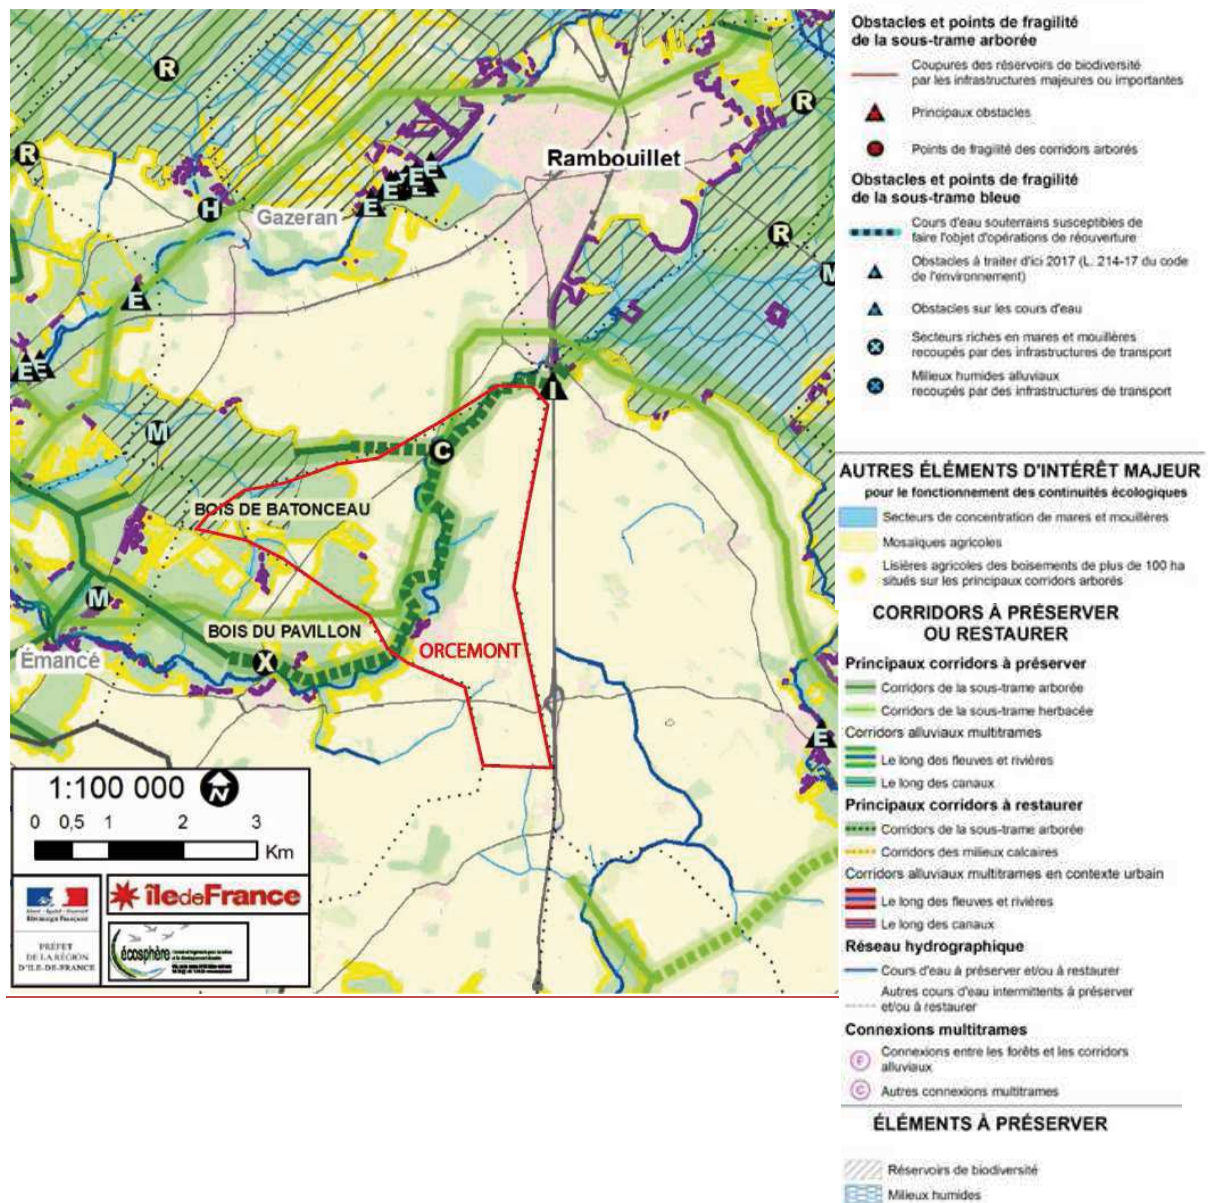 R
R
R
Rambouillet
E
E
E
E
H
Gazeran
R
M
E
E
E
I
M
C
BOIS DE BATONCEAU
M
BOIS DU PAVILLON
ORCEMONT
Émancé
X
E
1:100 000
N
0 0,5 1 2 3
Km
îledeFrance
PRÉFET
DE LA RÉGION
D'ILE-DE-FRANCE
écosphère
Obstacles et points de fragilité
de la sous-trame arborée
Coupures des réservoirs de biodiversité
par les infrastructures majeures ou importantes
Principaux obstacles
Points de fragilité des corridors arborés
Obstacles et points de fragilité
de la sous-trame bleue
Cours d'eau souterrains susceptibles de
faire l'objet d'opérations de réouverture
Obstacles à traiter d'ici 2017 (L. 214-17 du code
de l'environnement)
Obstacles sur les cours d'eau
Secteurs riches en mares et mouillères
recoupés par des infrastructures de transport
Milieux humides alluviaux
recoupés par des infrastructures de transport
AUTRES ÉLÉMENTS D'INTÉRÊT MAJEUR
pour le fonctionnement des continuités écologiques
Secteurs de concentration de mares et mouillères
Mosaïques agricoles
Lisières agricoles des boisements de plus de 100 ha
situés sur les principaux corridors arborés
CORRIDORS À PRÉSERVER
OU RESTAURER
Principaux corridors à préserver
Corridors de la sous-trame arborée
Corridors de la sous-trame herbacée
Corridors alluviaux multitrames
Le long des fleuves et rivières
Le long des canaux
Principaux corridors à restaurer
Corridors de la sous-trame arborée
Corridors des milieux calcaires
Corridors alluviaux multitrames en contexte urbain
Le long des fleuves et rivières
Le long des canaux
Réseau hydrographique
Cours d'eau à préserver et/ou à restaurer
Autres cours d'eau intermittents à préserver
et/ou à restaurer
Connexions multitrames
F Connexions entre les forêts et les corridors
alluviaux
C Autres connexions multitrames
ÉLÉMENTS À PRÉSERVER
Réservoirs de biodiversité
Milieux humides